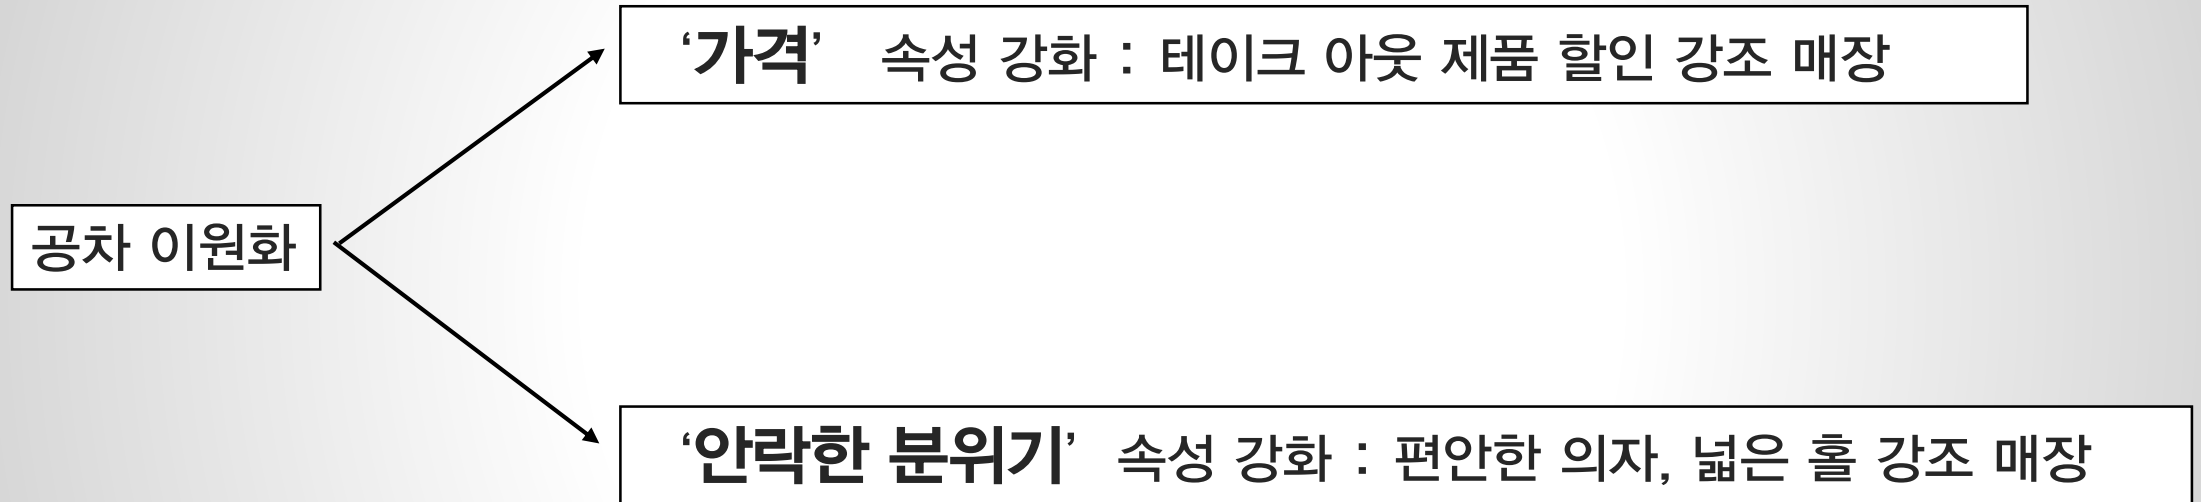 ‘가격’ 속성 강화 : 테이크 아웃 제품 할인 강조 매장
공차 이원화
‘안락한 분위기’ 속성 강화 : 편안한 의자, 넓은 홀 강조 매장